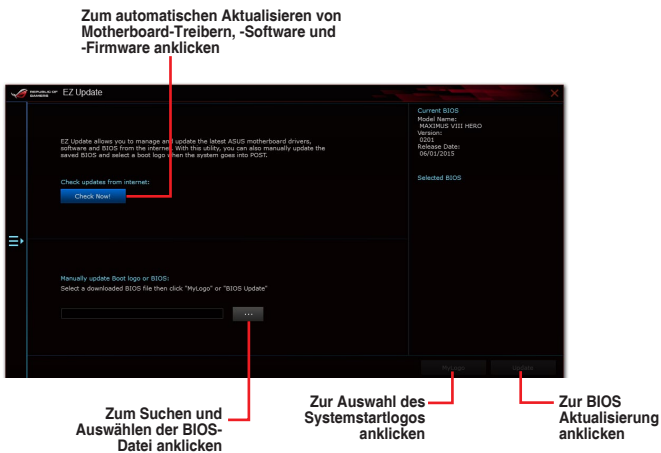 Zum automatischen Aktualisieren von
Motherboard-Treibern, -Software und
-Firmware anklicken
REPUBLIC OF
GAMERS
EZ Update
EZ Update allows you to manage and update the latest ASUS motherboard drivers,
software and BIOS from the internet. With this utility, you can also manually update the
saved BIOS and select a boot logo when the system goes into POST.
Check updates from internet:
Check Now!
Manually update Boot logo or BIOS:
Select a downloaded BIOS file then click "MyLogo" or "BIOS Update"
...
Current BIOS
Model Name:
MAXIMUS VIII HERO
Version:
0201
Release Date:
06/01/2015
Selected BIOS
MyLogo
Update
Zum Suchen und
Auswählen der BIOS-
Datei anklicken
Zur Auswahl des
Systemstartlogos
anklicken
Zur BIOS
Aktualisierung
anklicken